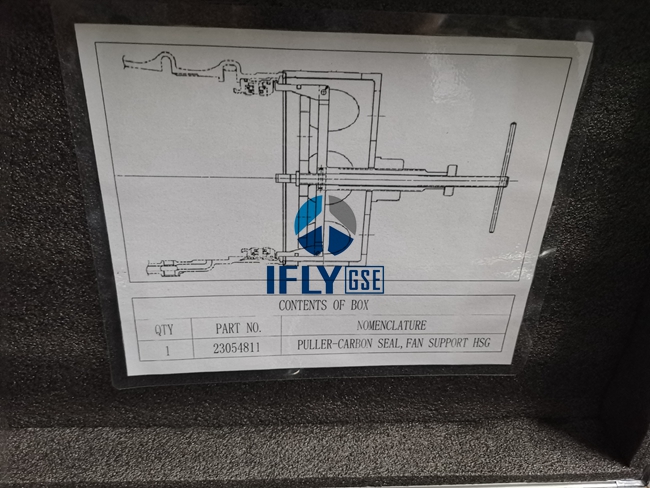 IFLY GSE
CONTENTS OF BOX
QTY PART NO. NOMENCLATURE
1 23054811 PULLER-CARBON SEAL, FAN SUPPORT HSG